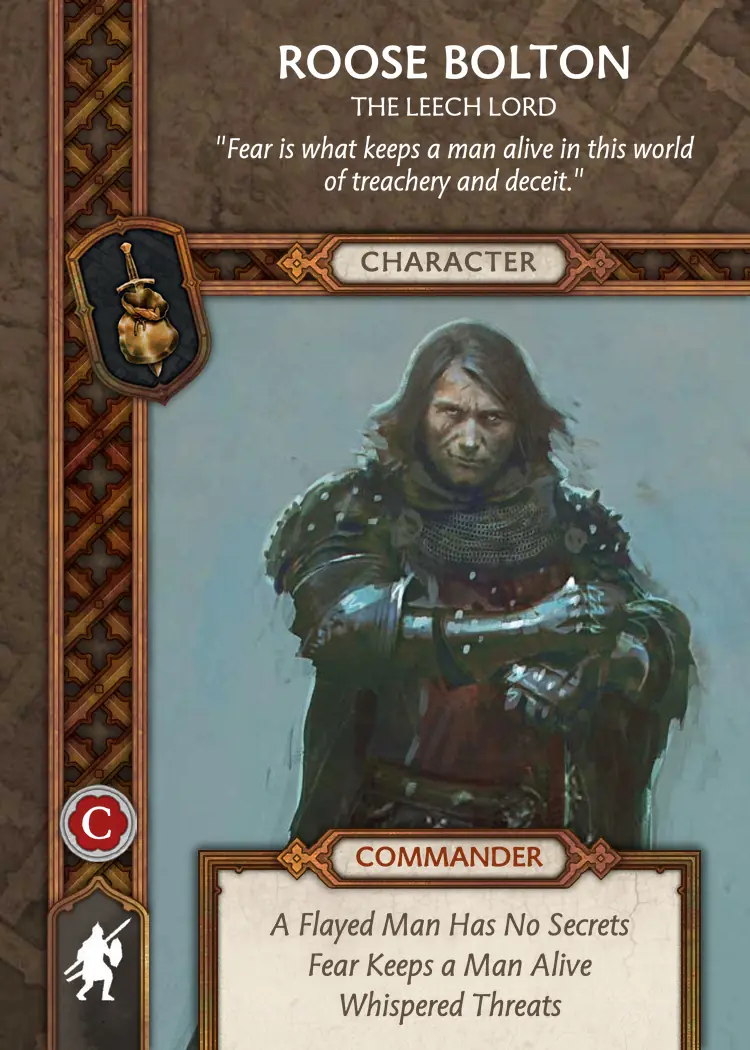 ROOSE BOLTON
THE LEECH LORD
"Fear is what keeps a man alive in this world
of treachery and deceit."
CHARACTER
C
COMMANDER
A Flayed Man Has No Secrets
Fear Keeps a Man Alive
Whispered Threats